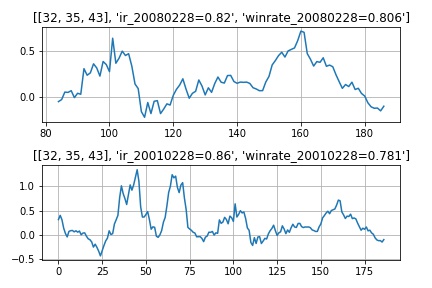 [[32, 35, 43], 'ir_20080228=0.82', 'winrate_20080228=0.806']
0.5
0.0
80 100 120 140 160 180
[[32, 35, 43], 'ir_20010228=0.86', 'winrate_20010228=0.781']
1.0
0.5
0.0
−0.5
0 25 50 75 100 125 150 175